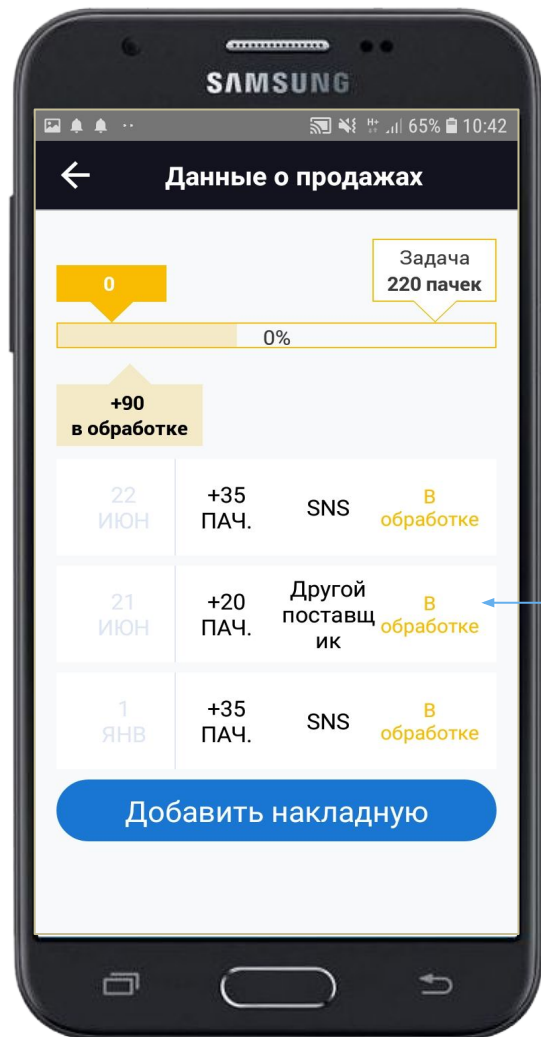 SAMSUNG
65% 10:42
Данные о продажах
0
Задача
220 пачек
0%
+90
в обработке
22
ИЮН
+35
ПАЧ.
SNS
В
обработке
21
ИЮН
+20
ПАЧ.
Другой
поставщ
ик
В
обработке
1
ЯНВ
+35
ПАЧ.
SNS
В
обработке
Добавить накладную